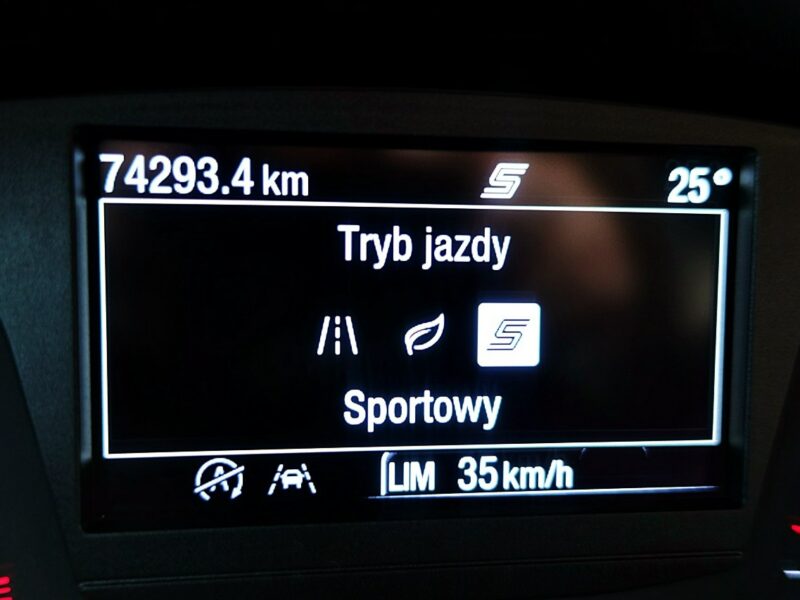 74293.4 km S 25°
Tryb jazdy
S
Sportowy
A LIM 35 km/h